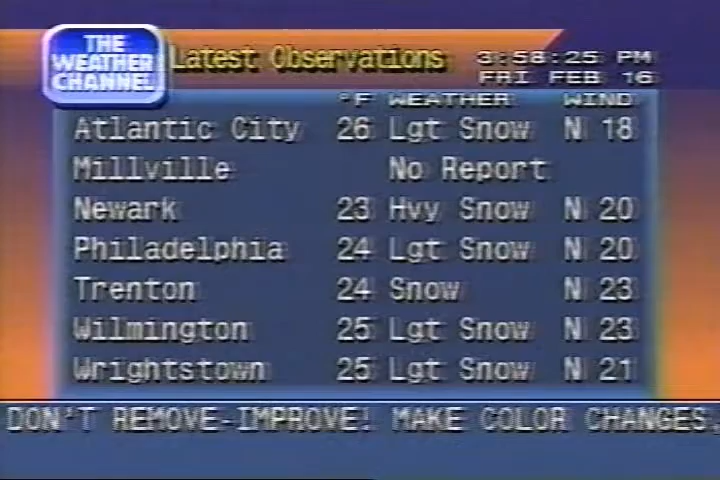 THE
WEATHER
CHANNEL
Latest Observations 3:58:25 PM
FRI FEB 16
°F WEATHER WIND
Atlantic City 26 Lgt Snow N 18
Millville No Report
Newark 23 Hvy Snow N 20
Philadelphia 24 Lgt Snow N 20
Trenton 24 Snow N 23
Wilmington 25 Lgt Snow N 23
Wrightstown 25 Lgt Snow N 21
DON'T REMOVE-IMPROVE! MAKE COLOR CHANGES.